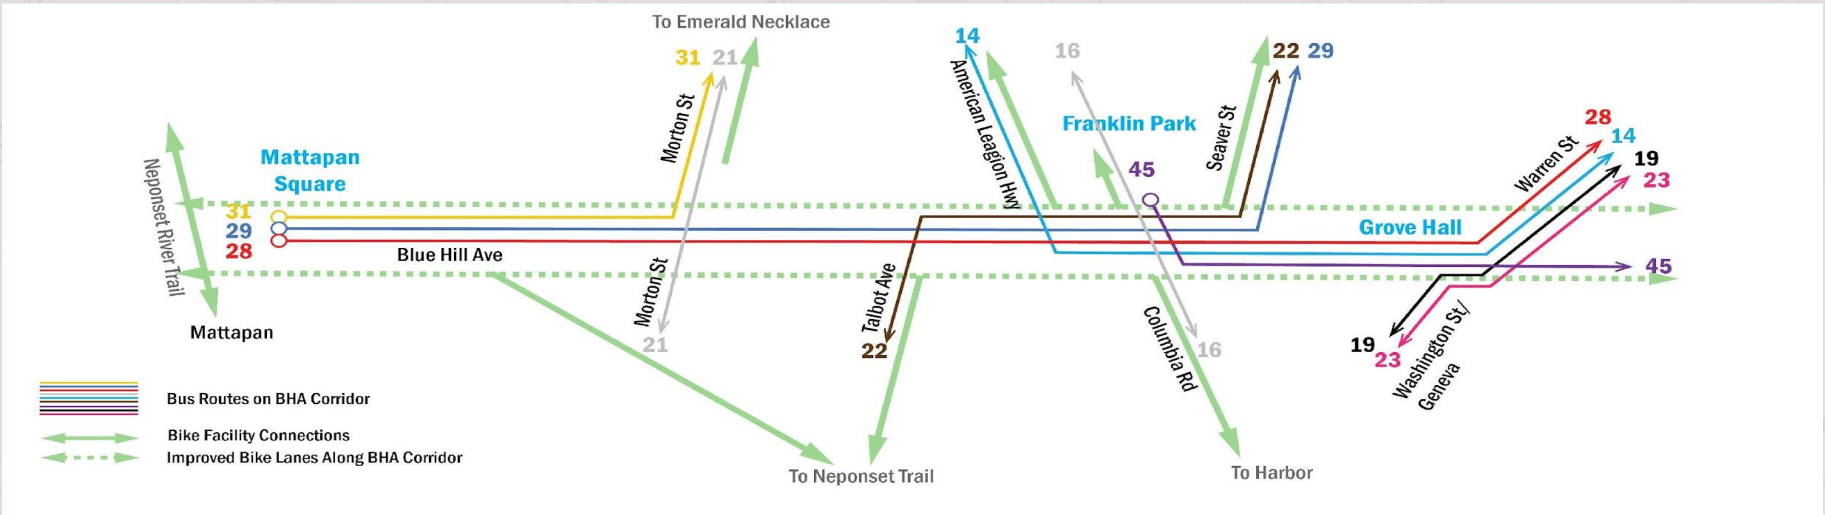 To Emerald Necklace
31
21
Morton St
14
American Leagion Hwy
16
Franklin Park
45
Seaver St
22
29
28
14
19
23
Warren St
Neponset River Trail
Mattapan
Square
31
29
28
Blue Hill Ave
Grove Hall
45
Mattapan
Morton St
21
Talbot Ave
22
Columbia Rd
16
19
23
Washington St/
Geneva
Bus Routes on BHA Corridor
Bike Facility Connections
Improved Bike Lanes Along BHA Corridor
To Neponset Trail
To Harbor